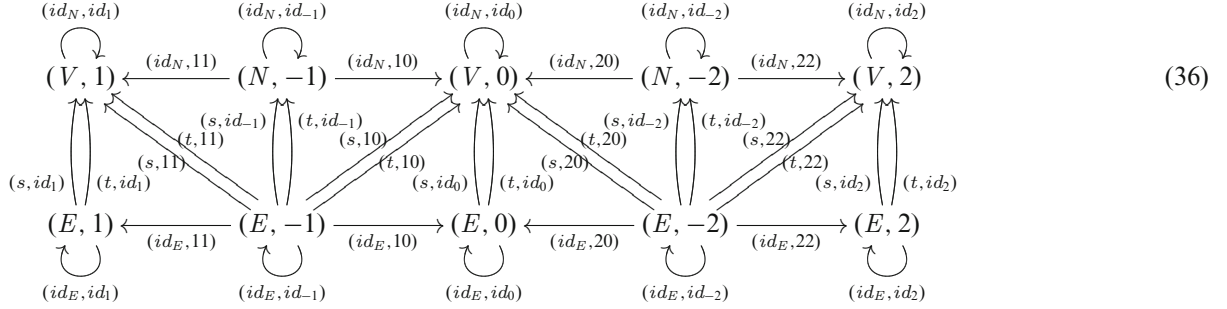 (id_N, id_1) (id_N, id_{-1}) (id_N, id_0) (id_N, id_{-2}) (id_N, id_2)
(id_N, 11) (id_N, 10) (id_N, 20) (id_N, 22)
(V, 1) (N, −1) (V, 0) (N, −2) (V, 2) (36)
(s, id_{-1}) (t, id_{-1}) (s, id_{-2}) (t, id_{-2})
(t, 11) (s, 10) (t, 20) (s, 22)
(s, 11) (t, 10) (s, 20) (t, 22)
(s, id_1) (t, id_1) (s, id_0) (t, id_0) (s, id_2) (t, id_2)
(E, 1) (E, −1) (E, 0) (E, −2) (E, 2)
(id_E, 11) (id_E, 10) (id_E, 20) (id_E, 22)
(id_E, id_1) (id_E, id_{-1}) (id_E, id_0) (id_E, id_{-2}) (id_E, id_2)